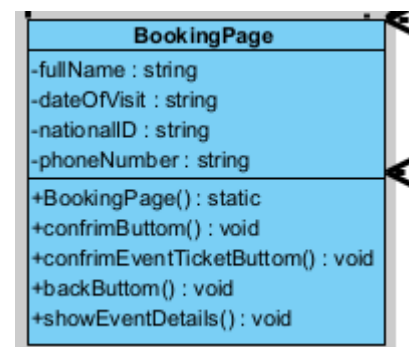 BookingPage
-fullName : string
-dateOfVisit : string
-nationalID : string
-phoneNumber : string
+BookingPage() : static
+confrimButtom() : void
+confrimEventTicketButtom() : void
+backButtom() : void
+showEventDetails() : void